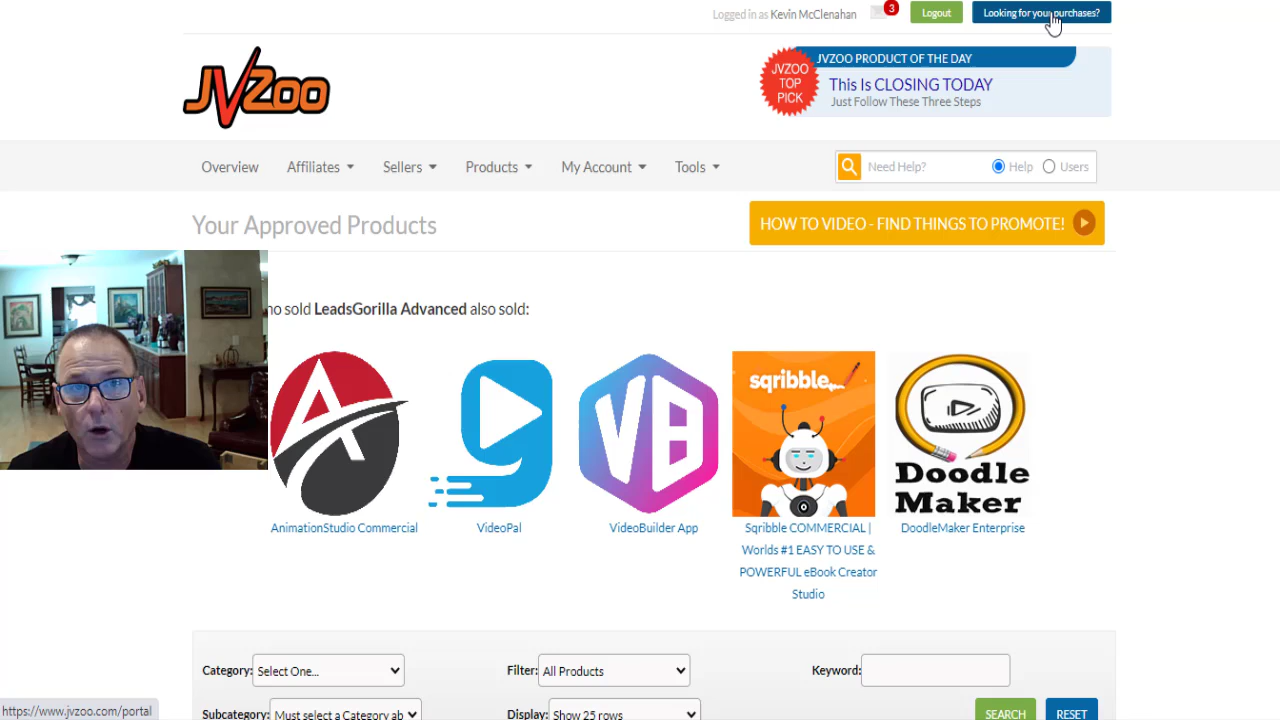 Logged in as Kevin McClenahan
3
Logout
Looking for your purchases?
JVZoo
JVZOO TOP PICK
JVZOO PRODUCT OF THE DAY
This Is CLOSING TODAY
Just Follow These Three Steps
Overview
Affiliates
Sellers
Products
My Account
Tools
Need Help?
Help
Users
Your Approved Products
HOW TO VIDEO - FIND THINGS TO PROMOTE!
no sold LeadsGorilla Advanced also sold:
VB
sqribble
Doodle
Maker
AnimationStudio Commercial
VideoPal
VideoBuilder App
Sqribble COMMERCIAL |
Worlds #1 EASY TO USE &
POWERFUL eBook Creator
Studio
DoodleMaker Enterprise
Category: Select One...
Filter: All Products
Keyword:
Subcategory: Must select a Category ab
Display: Show 25 rows
SEARCH
RESET
https://www.jvzoo.com/portal